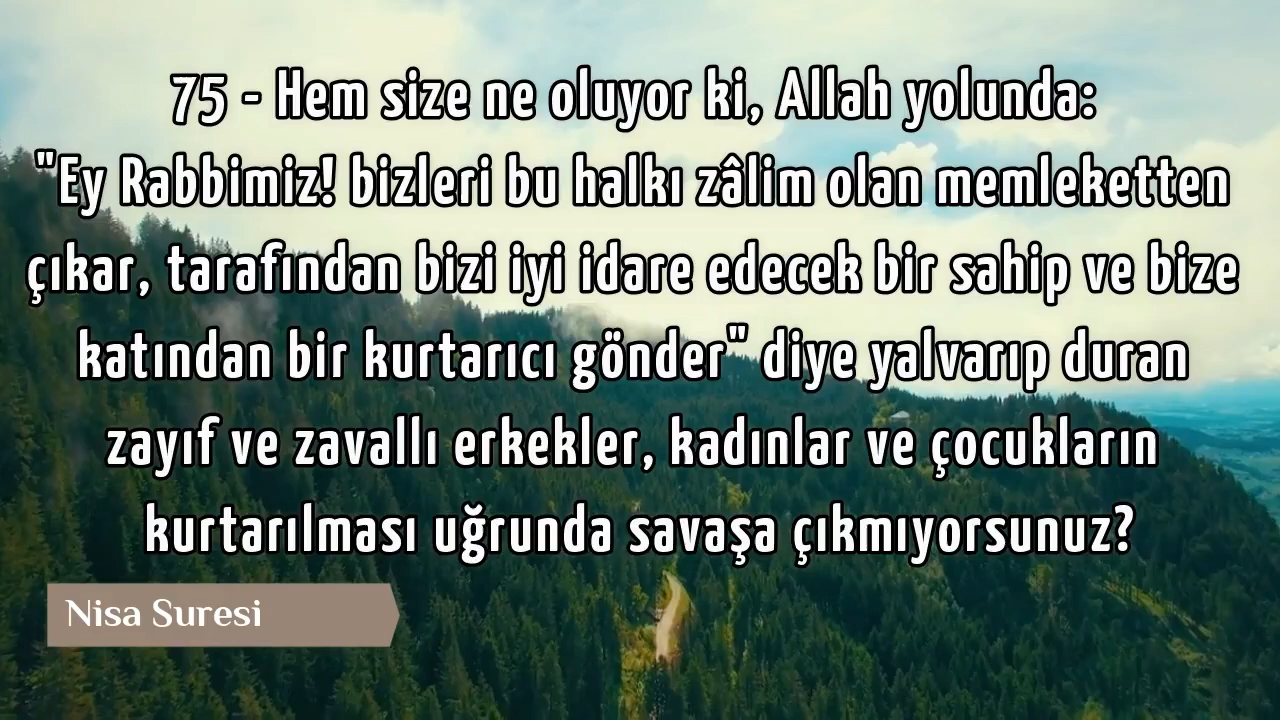 75 - Hem size ne oluyor ki, Allah yolunda:
"Ey Rabbimiz! bizleri bu halkı zâlim olan memleketten
çıkar, tarafından bizi iyi idare edecek bir sahip ve bize
katından bir kurtarıcı gönder" diye yalvarıp duran
zayıf ve zavallı erkekler, kadınlar ve çocukların
kurtarılması uğrunda savaşa çıkmıyorsunuz?
Nisa Suresi